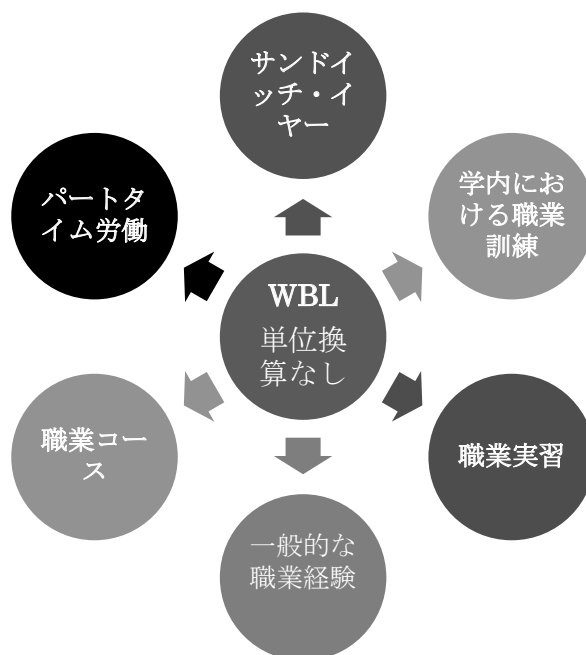 サンドイ
ッチ・イ
ヤー
パートタ
イム労働
学内にお
ける職業
訓練
WBL
単位換
算なし
職業コー
ス
職業実習
一般的な
職業経験